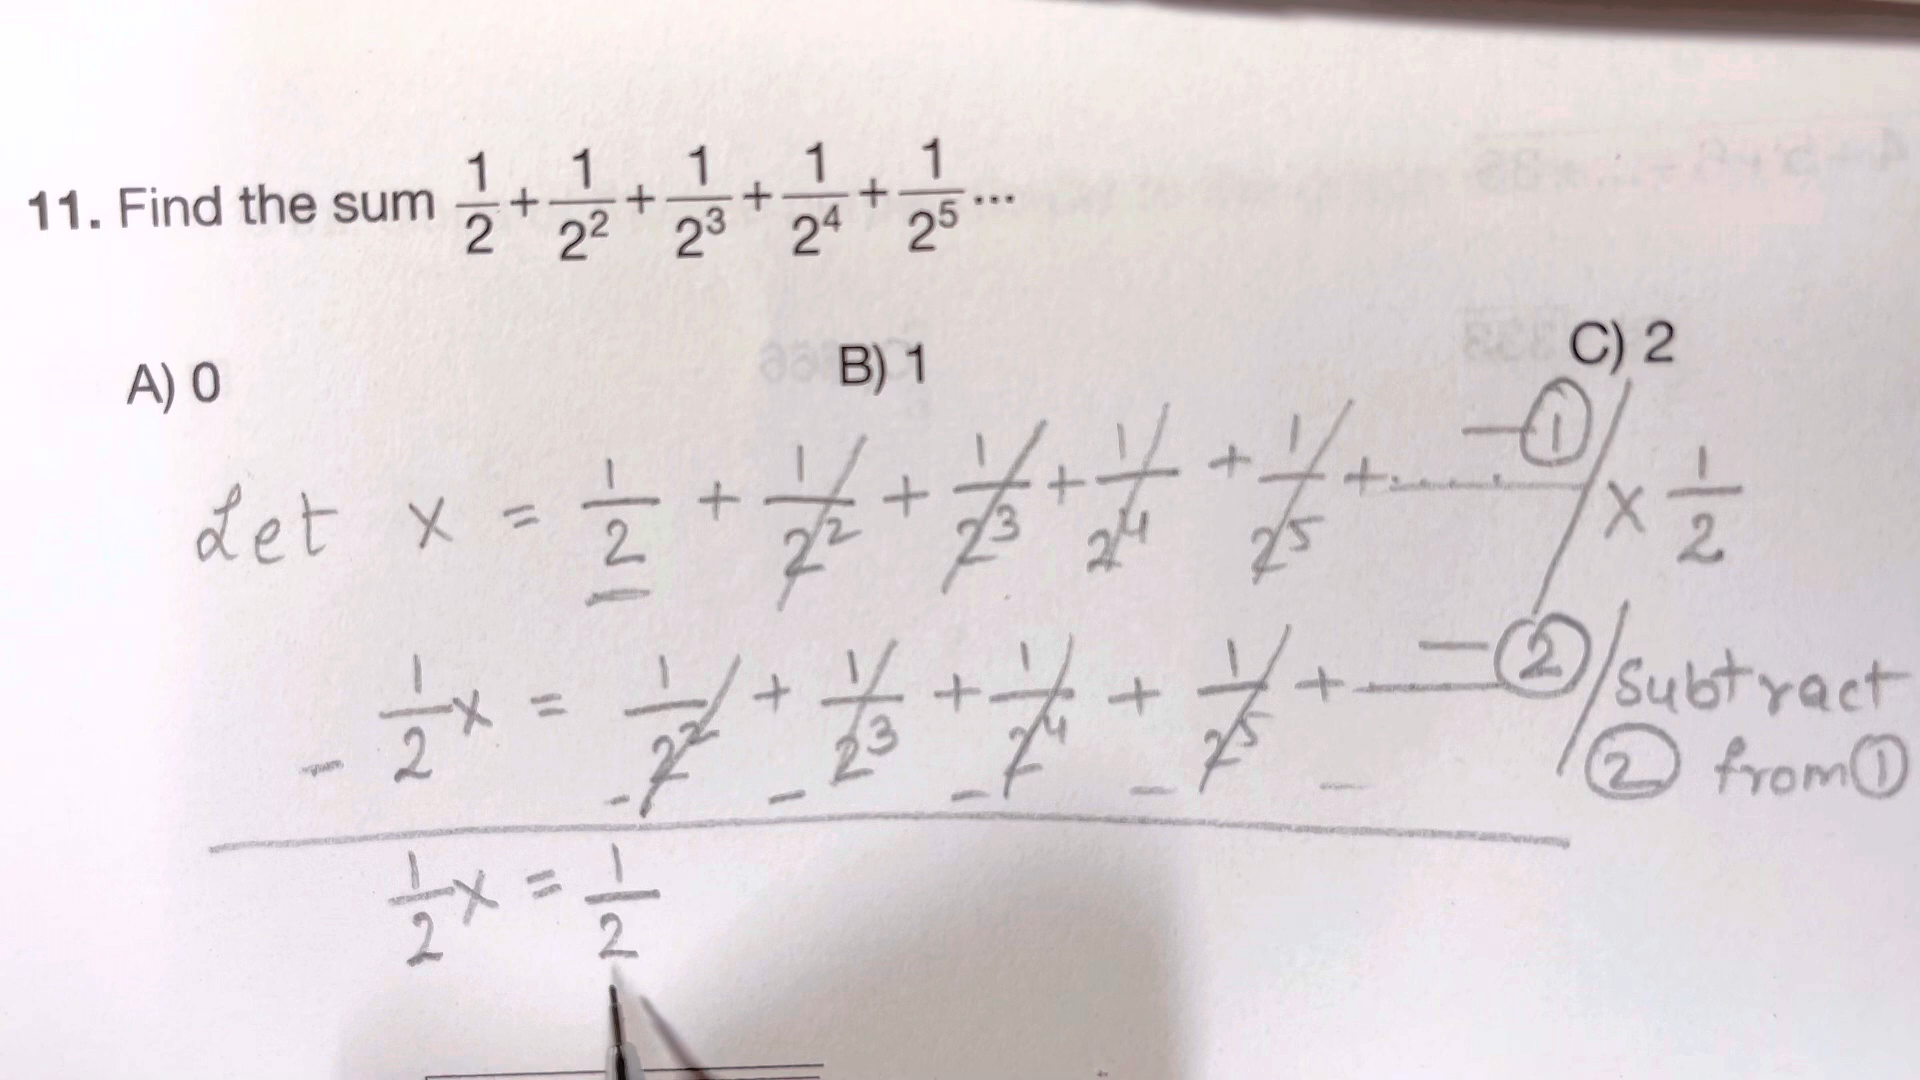 11. Find the sum 1/2 + 1/2² + 1/2³ + 1/2⁴ + 1/2⁵ ...
A) 0 B) 1 C) 2
Let x = 1/2 + 1/2² + 1/2³ + 1/2⁴ + 1/2⁵ + ........ —① / × 1/2
- 1/2 x = 1/2² + 1/2³ + 1/2⁴ + 1/2⁵ + —— —② / Subtract
② from ①
- - - - -
1/2 x = 1/2